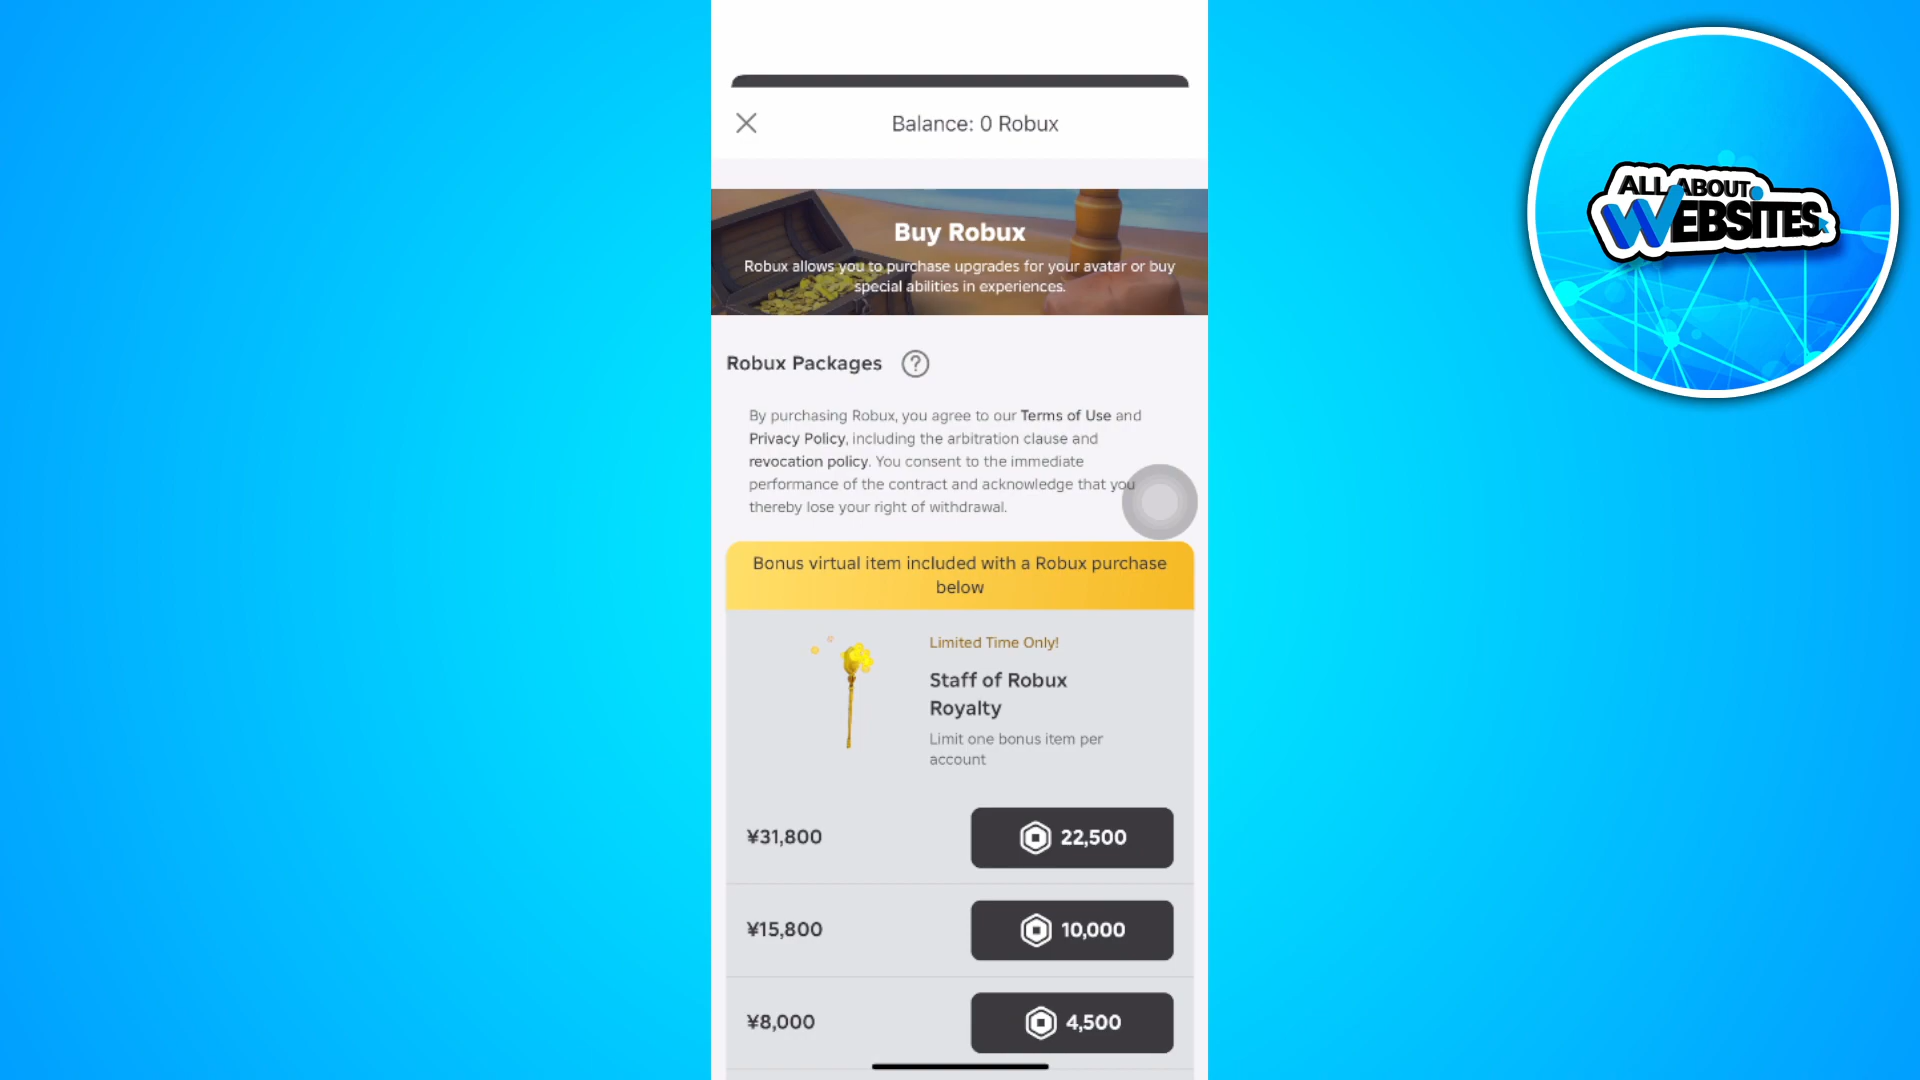 ALL ABOUT
WEBSITES
Balance: 0 Robux
Buy Robux
Robux allows you to purchase upgrades for your avatar or buy
special abilities in experiences.
Robux Packages ?
By purchasing Robux, you agree to our Terms of Use and
Privacy Policy, including the arbitration clause and
revocation policy. You consent to the immediate
performance of the contract and acknowledge that you
thereby lose your right of withdrawal.
Bonus virtual item included with a Robux purchase
below
Limited Time Only!
Staff of Robux
Royalty
Limit one bonus item per
account
¥31,800 22,500
¥15,800 10,000
¥8,000 4,500